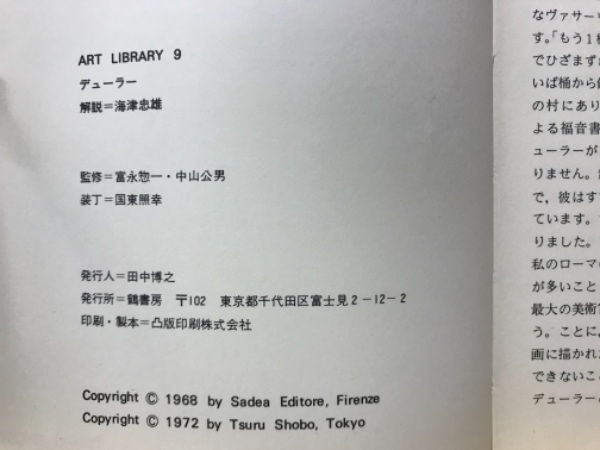 ART LIBRARY 9
デューラー
解説＝海津忠雄
監修＝富永惣一・中山公男
装丁＝国東照幸
発行人＝田中博之
発行所＝鶴書房　〒102　東京都千代田区富士見2－12－2
印刷・製本＝凸版印刷株式会社
Copyright © 1968 by Sadea Editore, Firenze
Copyright © 1972 by Tsuru Shobo, Tokyo
なヴァサー
す。「もう1
でひざまず
いば桶から
の村にあり
よる福音書
ューラーが
りません。
で，彼はす
ています。
りました。
私のローマの
が多いこと
最大の美術
う。ことに，
画に描かれ
できないこ
デューラー